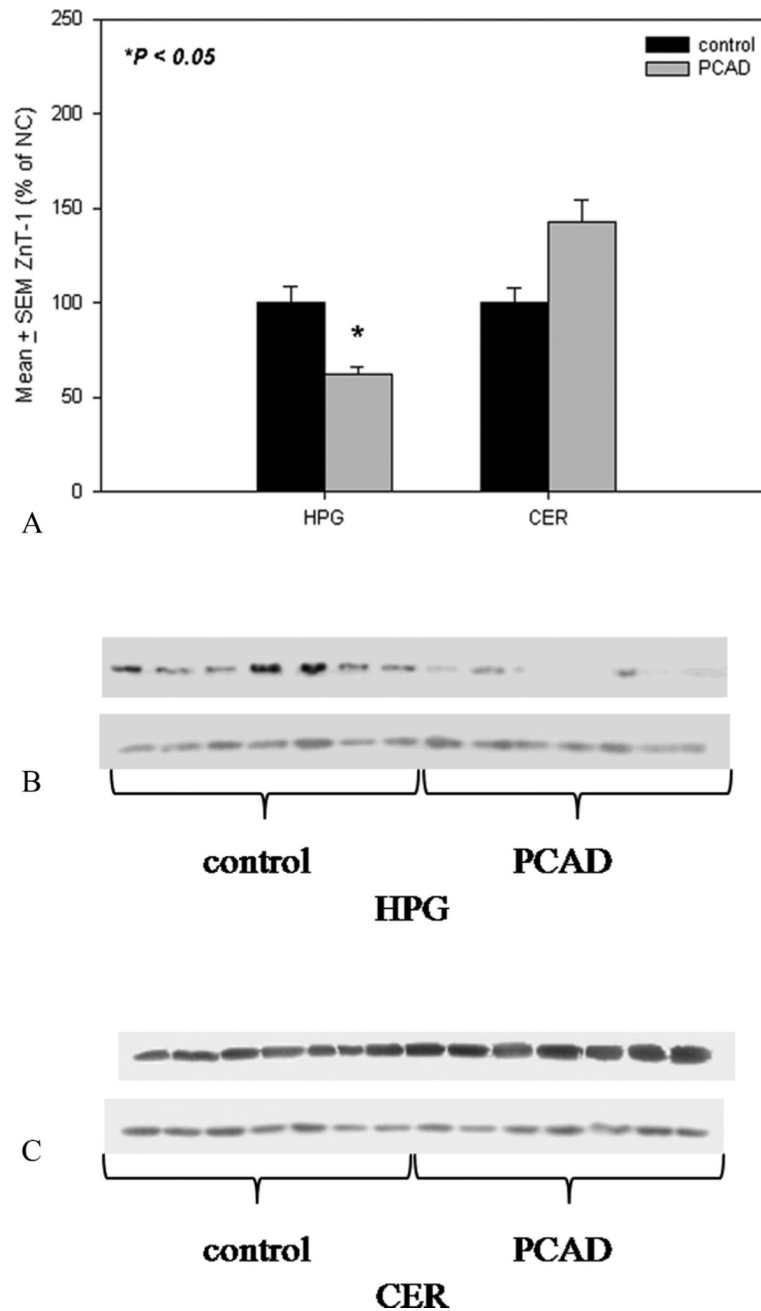 250
200
150
100
50
0
Mean ± SEM ZnT-1 (% of NC)
*P < 0.05
control
PCAD
*
HPG
CER
A
B
control
PCAD
HPG
C
control
PCAD
CER